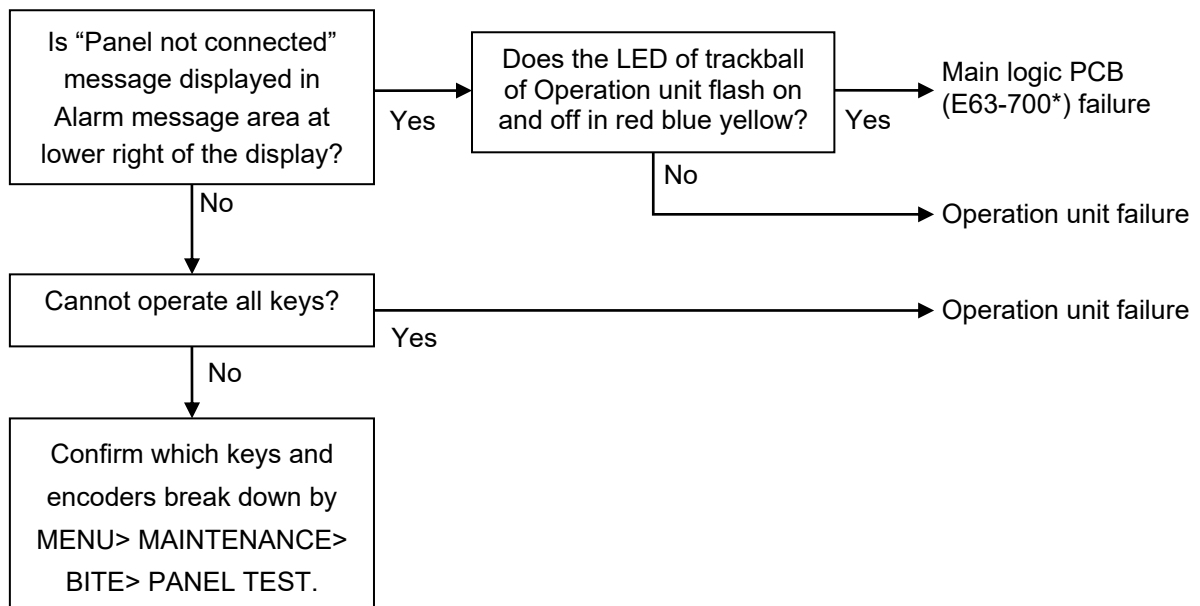 Is “Panel not connected”
message displayed in
Alarm message area at
lower right of the display?
Yes
Does the LED of trackball
of Operation unit flash on
and off in red blue yellow?
Yes
Main logic PCB
(E63-700*) failure
No
Operation unit failure
No
Cannot operate all keys?
Yes
Operation unit failure
No
Confirm which keys and
encoders break down by
MENU> MAINTENANCE>
BITE> PANEL TEST.